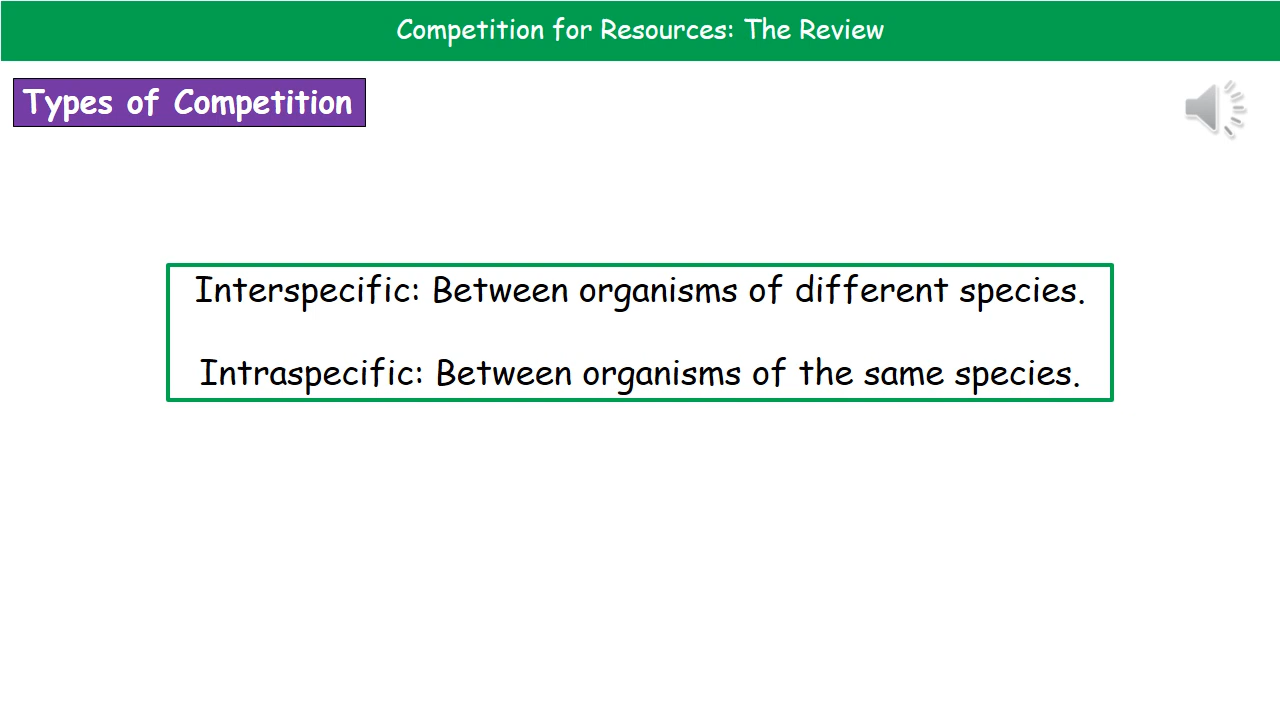 Competition for Resources: The Review
Types of Competition
Interspecific: Between organisms of different species.
Intraspecific: Between organisms of the same species.